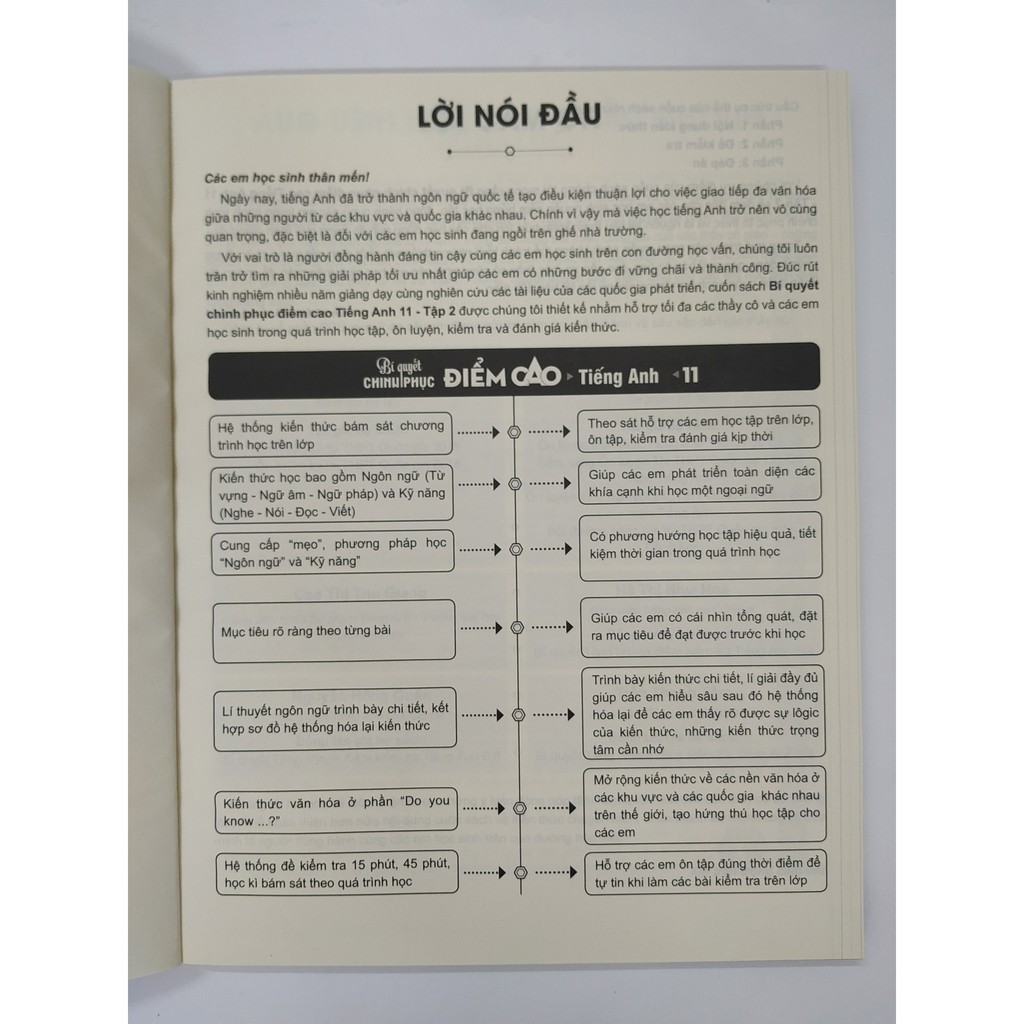 LỜI NÓI ĐẦU
Các em học sinh thân mến!
Ngày nay, tiếng Anh đã trở thành ngôn ngữ quốc tế tạo điều kiện thuận lợi cho việc giao tiếp đa văn hóa
giữa những người từ các khu vực và quốc gia khác nhau. Chính vì vậy mà việc học tiếng Anh trở nên vô cùng
quan trọng, đặc biệt là đối với các em học sinh đang ngồi trên ghế nhà trường.
Với vai trò là người đồng hành đáng tin cậy cùng các em học sinh trên con đường học vấn, chúng tôi luôn
trăn trở tìm ra những giải pháp tối ưu nhất giúp các em có những bước đi vững chãi và thành công. Đúc rút
kinh nghiệm nhiều năm giảng dạy cùng nghiên cứu các tài liệu của các quốc gia phát triển, cuốn sách Bí quyết
chinh phục điểm cao Tiếng Anh 11 - Tập 2 được chúng tôi thiết kế nhằm hỗ trợ tối đa các thầy cô và các em
học sinh trong quá trình học tập, ôn luyện, kiểm tra và đánh giá kiến thức.
Bí quyết
CHINH PHỤC ĐIỂM CAO Tiếng Anh 11
Hệ thống kiến thức bám sát chương
trình học trên lớp
Theo sát hỗ trợ các em học tập trên lớp,
ôn tập, kiểm tra đánh giá kịp thời
Kiến thức học bao gồm Ngôn ngữ (Từ
vựng - Ngữ âm - Ngữ pháp) và Kỹ năng
(Nghe - Nói - Đọc - Viết)
Giúp các em phát triển toàn diện các
khía cạnh khi học một ngoại ngữ
Cung cấp “mẹo”, phương pháp học
“Ngôn ngữ” và “Kỹ năng”
Có phương hướng học tập hiệu quả, tiết
kiệm thời gian trong quá trình học
Mục tiêu rõ ràng theo từng bài
Giúp các em có cái nhìn tổng quát, đặt
ra mục tiêu để đạt được trước khi học
Lí thuyết ngôn ngữ trình bày chi tiết, kết
hợp sơ đồ hệ thống hóa lại kiến thức
Trình bày kiến thức chi tiết, lí giải đầy đủ
giúp các em hiểu sâu sau đó hệ thống
hóa lại để các em thấy rõ được sự lôgic
của kiến thức, những kiến thức trọng
tâm cần nhớ
Kiến thức văn hóa ở phần “Do you
know ...?”
Mở rộng kiến thức về các nền văn hóa ở
các khu vực và các quốc gia khác nhau
trên thế giới, tạo hứng thú học tập cho
các em
Hệ thống đề kiểm tra 15 phút, 45 phút,
học kì bám sát theo quá trình học
Hỗ trợ các em ôn tập đúng thời điểm để
tự tin khi làm các bài kiểm tra trên lớp